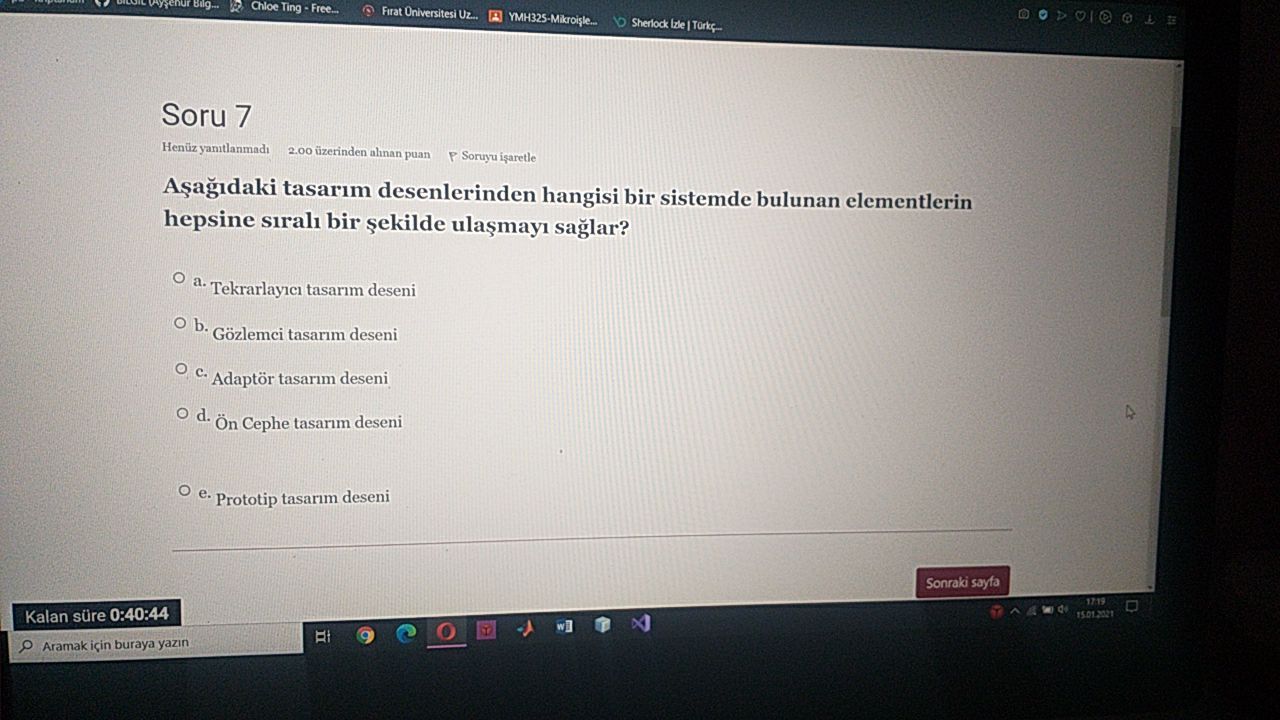 Chloe Ting - Free...
Fırat Üniversitesi Uz...
YMH325-Mikroişle...
Sherlock İzle | Türkç...
Soru 7
Henüz yanıtlanmadı 2.00 üzerinden alınan puan Soruyu işaretle
Aşağıdaki tasarım desenlerinden hangisi bir sistemde bulunan elementlerin
hepsine sıralı bir şekilde ulaşmayı sağlar?
a. Tekrarlayıcı tasarım deseni
b. Gözlemci tasarım deseni
c. Adaptör tasarım deseni
d. Ön Cephe tasarım deseni
e. Prototip tasarım deseni
Sonraki sayfa
Kalan süre 0:40:44
Aramak için buraya yazın
17:19
15.01.2021